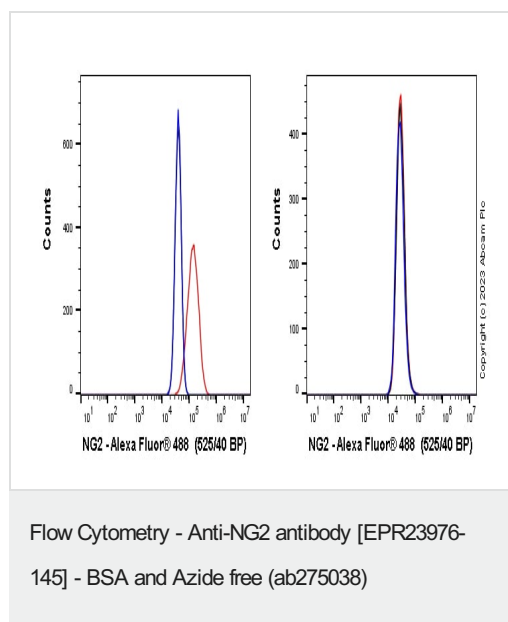 Counts
600
400
200
0
10^1 10^2 10^3 10^4 10^5 10^6 10^7
NG2 - Alexa Fluor® 488 (525/40 BP)
Counts
400
300
200
100
0
10^1 10^2 10^3 10^4 10^5 10^6 10^7
NG2 - Alexa Fluor® 488 (525/40 BP)
Copyright (c) 2023 Abcam Plc
Flow Cytometry - Anti-NG2 antibody [EPR23976-
145] - BSA and Azide free (ab275038)